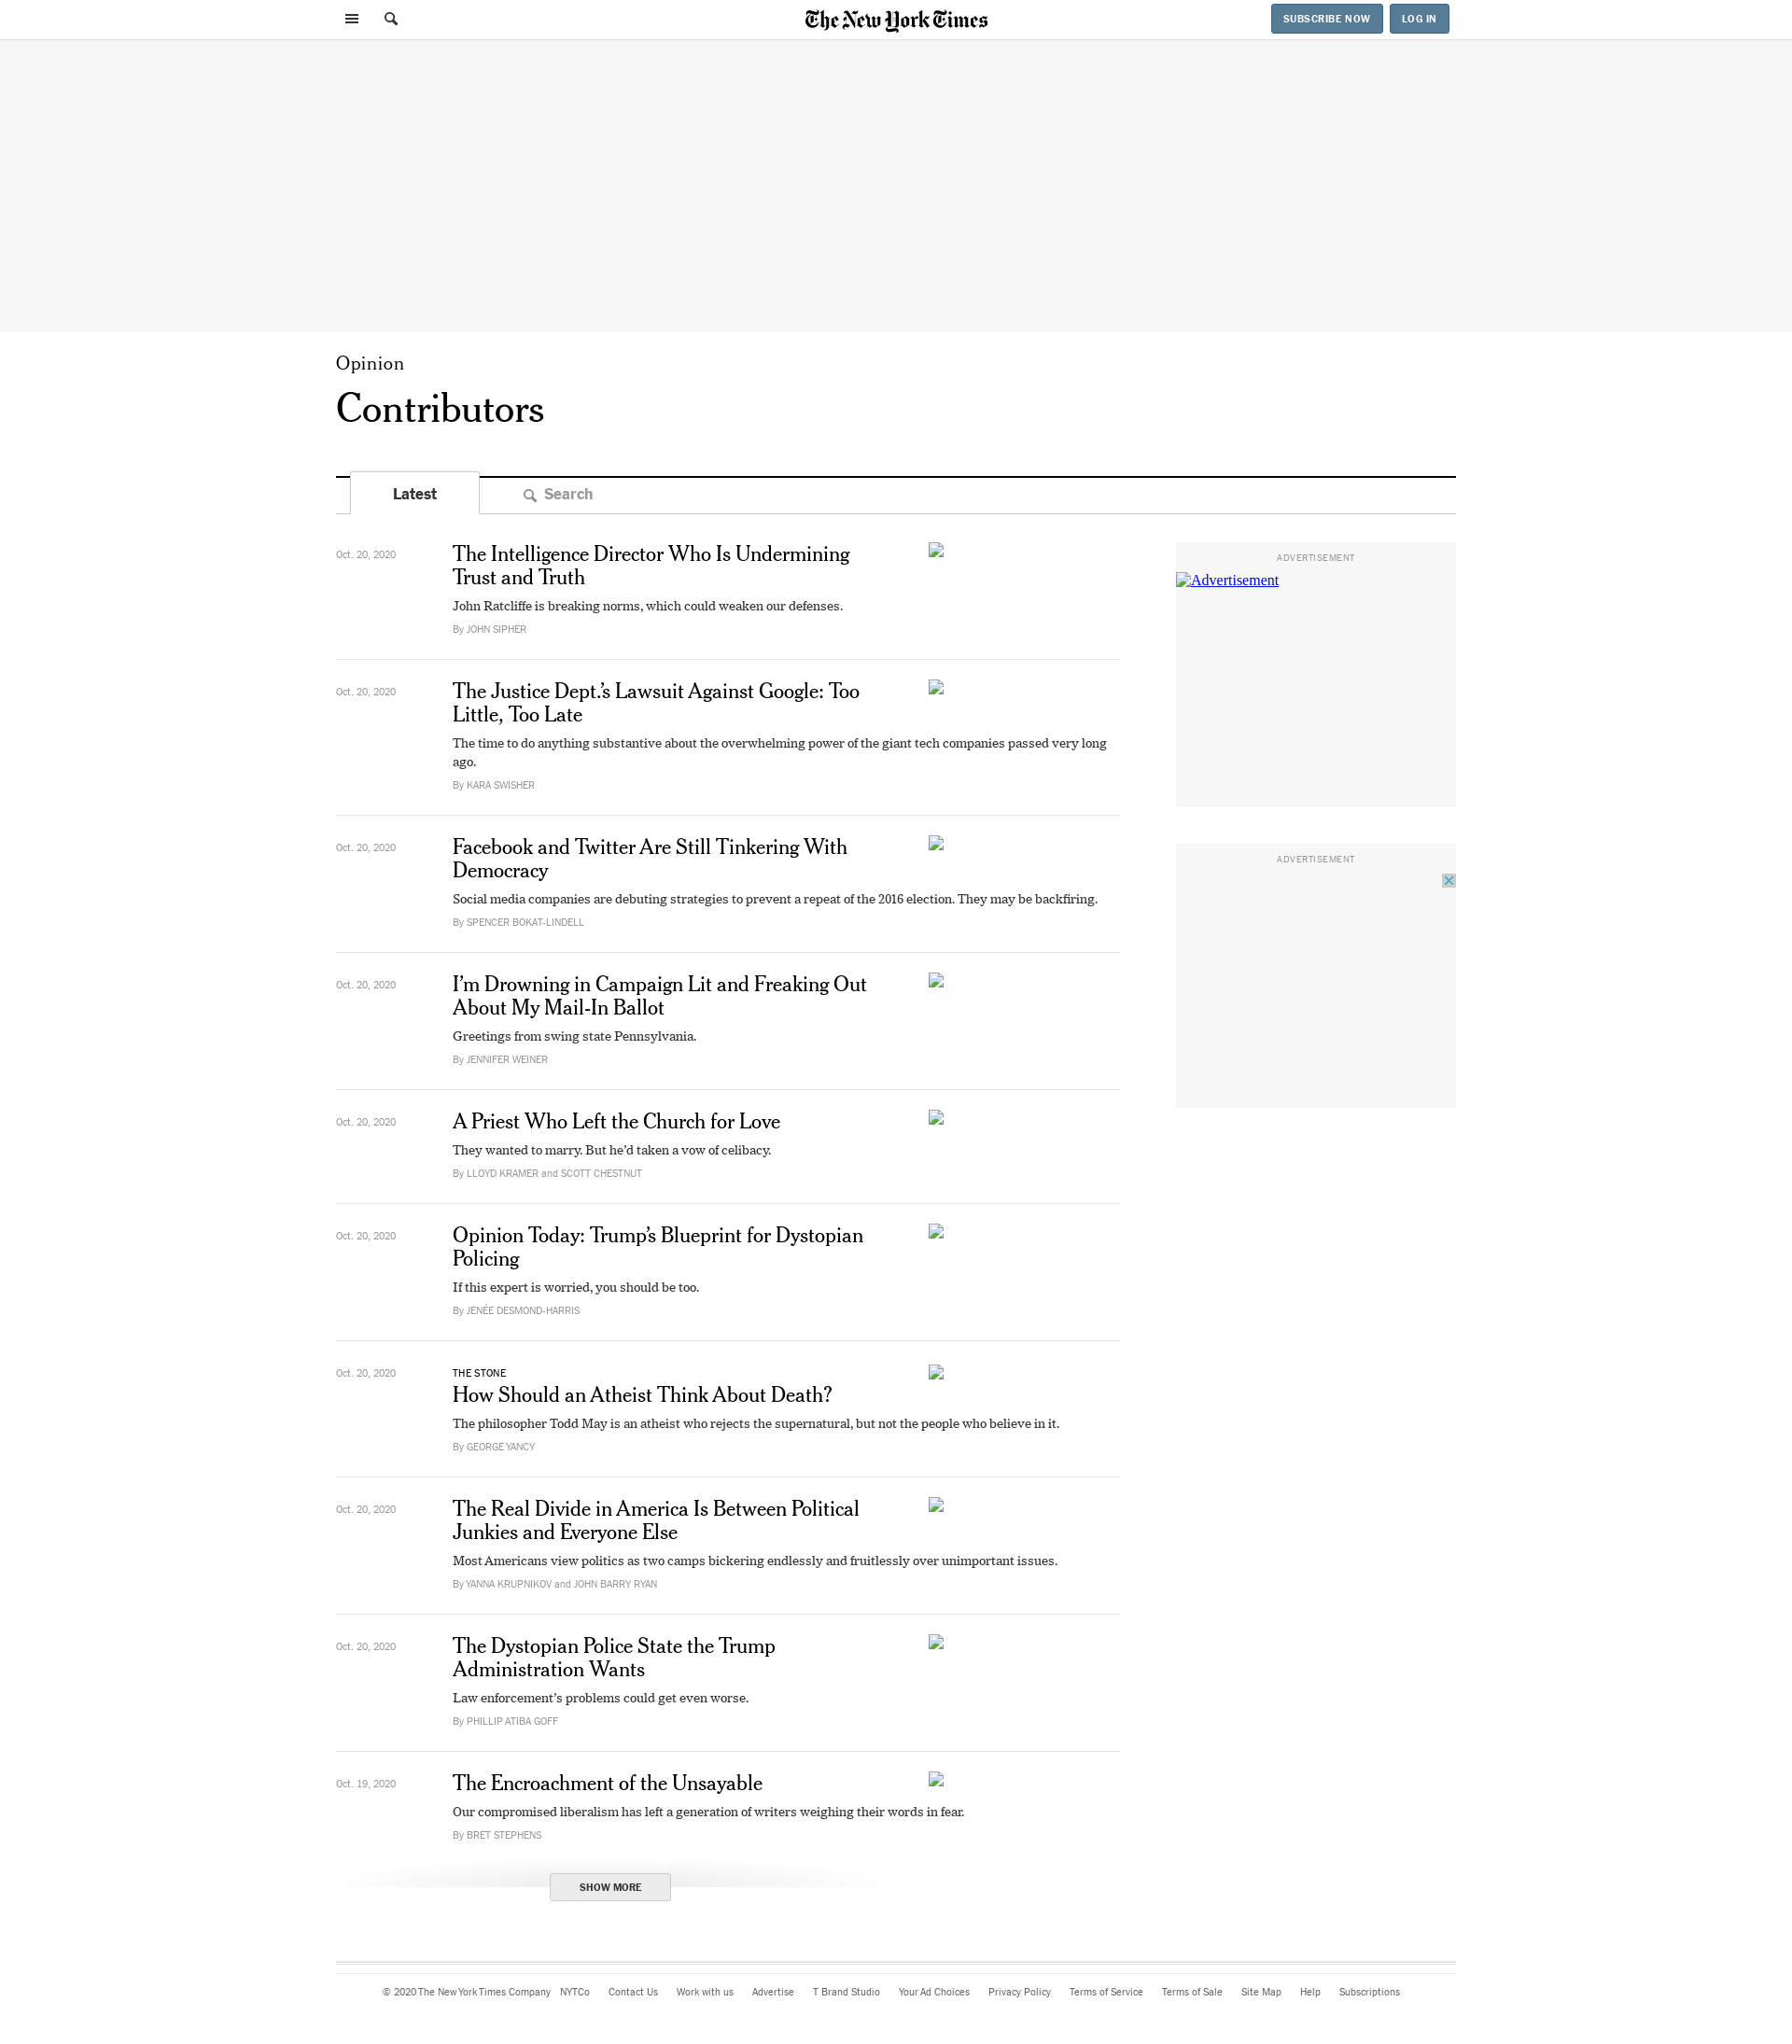 The New York Times
SUBSCRIBE NOW
LOG IN
Opinion
Contributors
Latest
Search
Oct. 20, 2020
The Intelligence Director Who Is Undermining
Trust and Truth
John Ratcliffe is breaking norms, which could weaken our defenses.
By JOHN SIPHER
ADVERTISEMENT
Advertisement
Oct. 20, 2020
The Justice Dept.’s Lawsuit Against Google: Too
Little, Too Late
The time to do anything substantive about the overwhelming power of the giant tech companies passed very long
ago.
By KARA SWISHER
Oct. 20, 2020
Facebook and Twitter Are Still Tinkering With
Democracy
Social media companies are debuting strategies to prevent a repeat of the 2016 election. They may be backfiring.
By SPENCER BOKAT-LINDELL
ADVERTISEMENT
Oct. 20, 2020
I’m Drowning in Campaign Lit and Freaking Out
About My Mail-In Ballot
Greetings from swing state Pennsylvania.
By JENNIFER WEINER
Oct. 20, 2020
A Priest Who Left the Church for Love
They wanted to marry. But he’d taken a vow of celibacy.
By LLOYD KRAMER and SCOTT CHESTNUT
Oct. 20, 2020
Opinion Today: Trump’s Blueprint for Dystopian
Policing
If this expert is worried, you should be too.
By JENÉE DESMOND-HARRIS
Oct. 20, 2020
THE STONE
How Should an Atheist Think About Death?
The philosopher Todd May is an atheist who rejects the supernatural, but not the people who believe in it.
By GEORGE YANCY
Oct. 20, 2020
The Real Divide in America Is Between Political
Junkies and Everyone Else
Most Americans view politics as two camps bickering endlessly and fruitlessly over unimportant issues.
By YANNA KRUPNIKOV and JOHN BARRY RYAN
Oct. 20, 2020
The Dystopian Police State the Trump
Administration Wants
Law enforcement’s problems could get even worse.
By PHILLIP ATIBA GOFF
Oct. 19, 2020
The Encroachment of the Unsayable
Our compromised liberalism has left a generation of writers weighing their words in fear.
By BRET STEPHENS
SHOW MORE
© 2020 The New York Times Company NYTCo Contact Us Work with us Advertise T Brand Studio Your Ad Choices Privacy Policy Terms of Service Terms of Sale Site Map Help Subscriptions